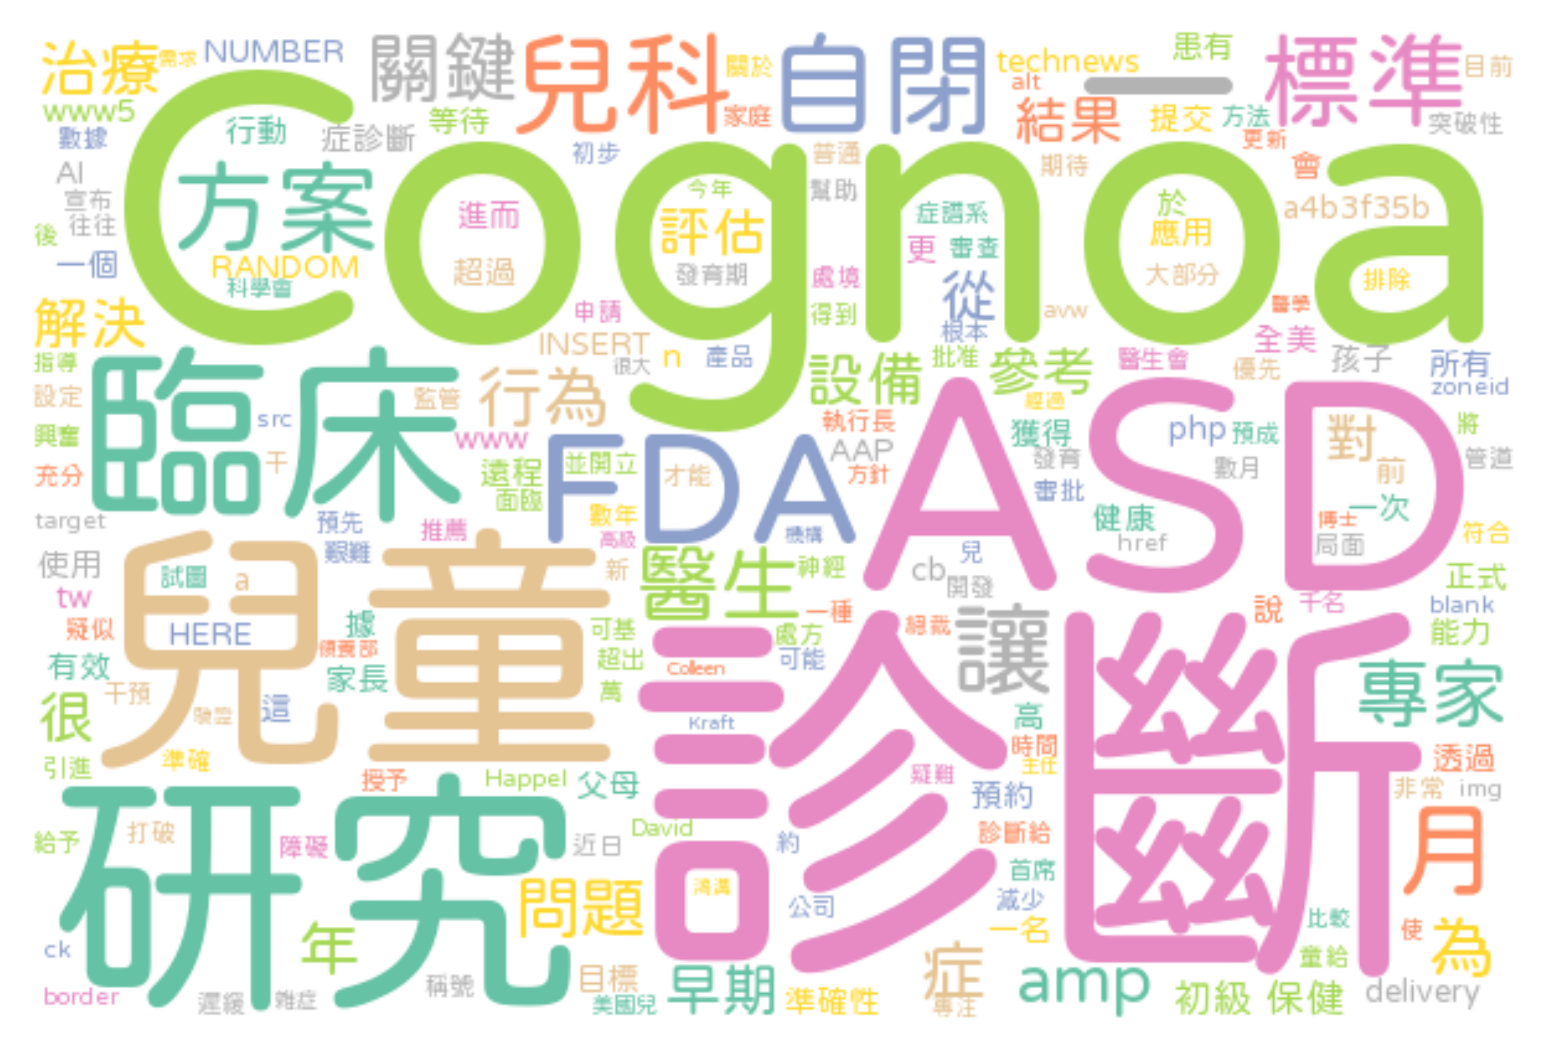 治療 需求 NUMBER 關鍵 兒科 關於 自閉 technews 患有 標準 目前
www5 alt 一
數據 行動 症診斷 等待 家庭 結果 提交 方法 突破性
AI 初步 普通 期待 更新 會
宣布 方案 Cognoa 今年 幫助
往往 進而 評估 症譜系 於 a4b3f35b
後 更 審查 應用
一個 RANDOM 超過 發育期 處境 從 大部分 排除
科學會
解決 申請 得到 根本 avw 醫學
INSERT 全美
指導 很大 n 產品 設備 批准 參考 醫生會 優先 孩子 所有
設定 臨床 監管 行為 經過 zoneid
興奮 src www 執行長 ASD 獲得 php 預成 對 將
充分 干 遠程 並開立 FDA 才能 AAP 發育 數月 前 管道
面臨 方針 審批
target 預先 推薦 數年 機構 健康 博士 一次
艱難 高級 href 局面 符合
使用 兒童 試圖 a 新 醫生 神經 cb 兒 開發 正式
tw 一種 千名 blank
疑似 HERE 據 可基 處方 總裁 讓 說 能力
有效 領養部 家長 超出 Colleen 可能 診斷 專家
干預 萬
很 這 Kraft 高
引進 準確 時間 透過
授予 Happel 父母 疑難 主任 非常 img
研究 預約 月
給予 打破 障礙 David 近日 約 診斷給
問題 鴻溝 首席
年 公司 減少 比較
ck 一名 使 為
目標 早期 症 童給
border 遲緩 雜症 稱號 美國兒 準確性 專注 amp 初級 保健 delivery